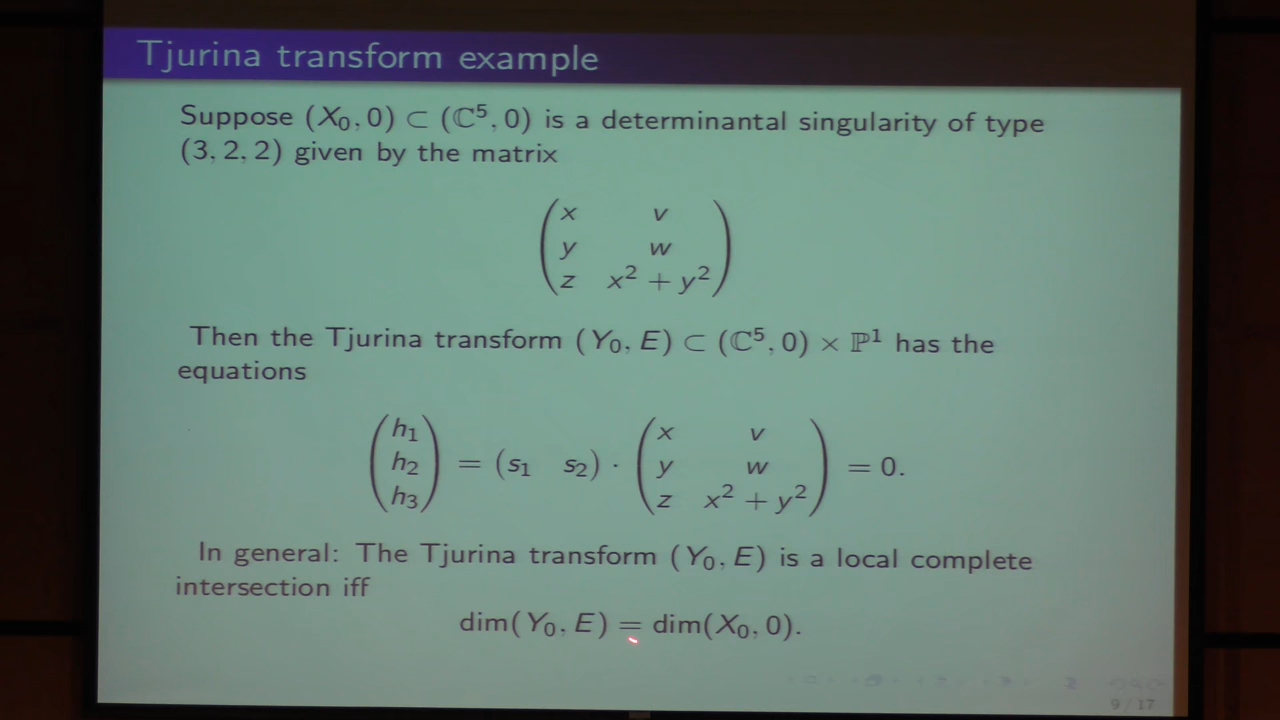 Tjurina transform example
Suppose (X₀, 0) ⊂ (ℂ⁵, 0) is a determinantal singularity of type
(3, 2, 2) given by the matrix
x v
y w
z x² + y²
Then the Tjurina transform (Y₀, E) ⊂ (ℂ⁵, 0) × ℙ¹ has the
equations
(h₁ h₂ h₃) = (s₁ s₂) · (x v y w z x² + y²) = 0.
In general: The Tjurina transform (Y₀, E) is a local complete
intersection iff
dim(Y₀, E) = dim(X₀, 0).
9 / 17